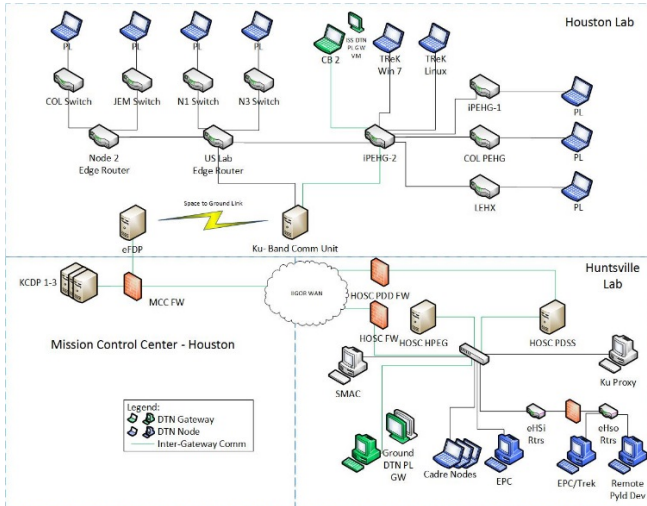 Houston Lab
PL
PL
PL
PL
CB 2
ISS DTN
PL GW
VM
TReK
Win 7
TReK
Linux
COL Switch
JEM Switch
N1 Switch
N3 Switch
iPEHG-1
PL
Node 2
Edge Router
US Lab
Edge Router
iPEHG-2
COL PEHG
PL
LEHX
PL
Space to Ground Link
eFDP
Ku- Band Comm Unit
Huntsville
Lab
KCDP 1-3
MCC FW
IIGOR WAN
HOSC PDD FW
HOSC FW
HOSC HPEG
HOSC PDSS
Mission Control Center - Houston
SMAC
Ku Proxy
Legend:
DTN Gateway
DTN Node
Inter-Gateway Comm
Ground
DTN PL
GW
Cadre Nodes
EPC
eHSi
Rtrs
eHso
Rtrs
EPC/Trek
Remote
Pyld Dev